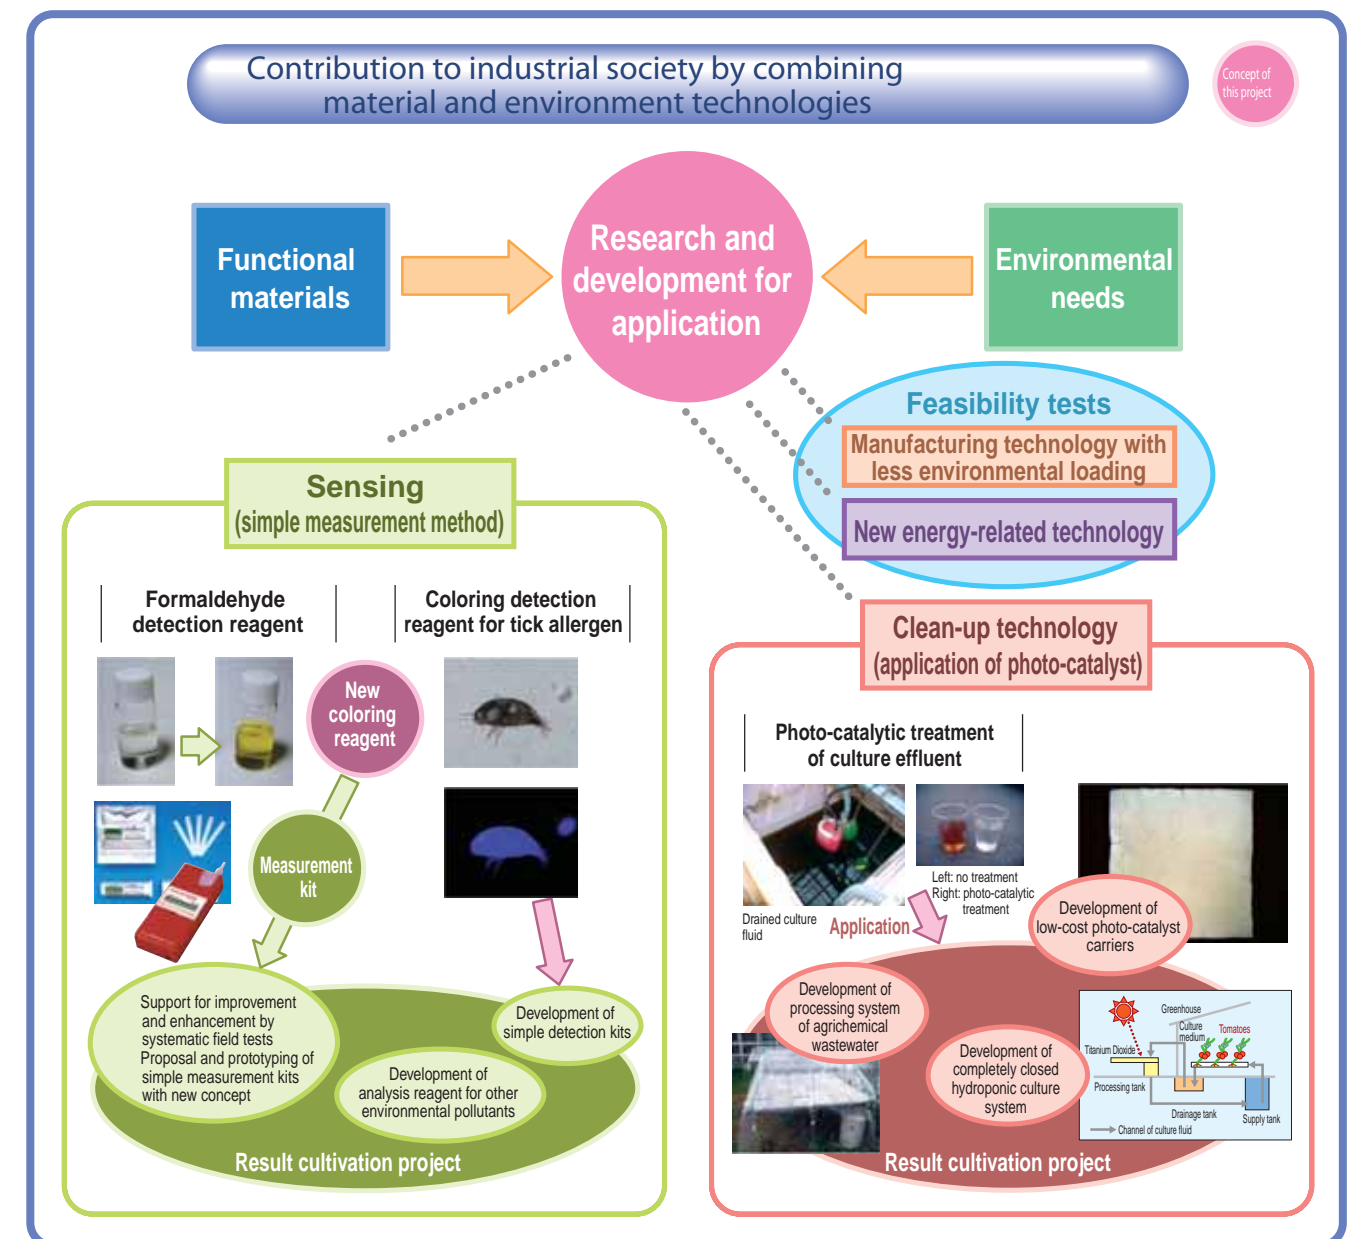 Contribution to industrial society by combining
material and environment technologies
Concept of
this project
Functional
materials
Research and
development for
application
Environmental
needs
Feasibility tests
Manufacturing technology with
less environmental loading
New energy-related technology
Sensing
(simple measurement method)
Formaldehyde
detection reagent
Coloring detection
reagent for tick allergen
New
coloring
reagent
Measurement
kit
Support for improvement
and enhancement by
systematic field tests
Proposal and prototyping of
simple measurement kits
with new concept
Development of
analysis reagent for other
environmental pollutants
Development of
simple detection kits
Result cultivation project
Clean-up technology
(application of photo-catalyst)
Photo-catalytic treatment
of culture effluent
Left: no treatment
Right: photo-catalytic
treatment
Drained culture
fluid
Application
Development of
low-cost photo-catalyst
carriers
Development of
processing system
of agrichemical
wastewater
Development of
completely closed
hydroponic culture
system
Greenhouse
Culture
medium
Tomatoes
Titanium Dioxide
Processing tank
Drainage tank
Supply tank
Channel of culture fluid
Result cultivation project